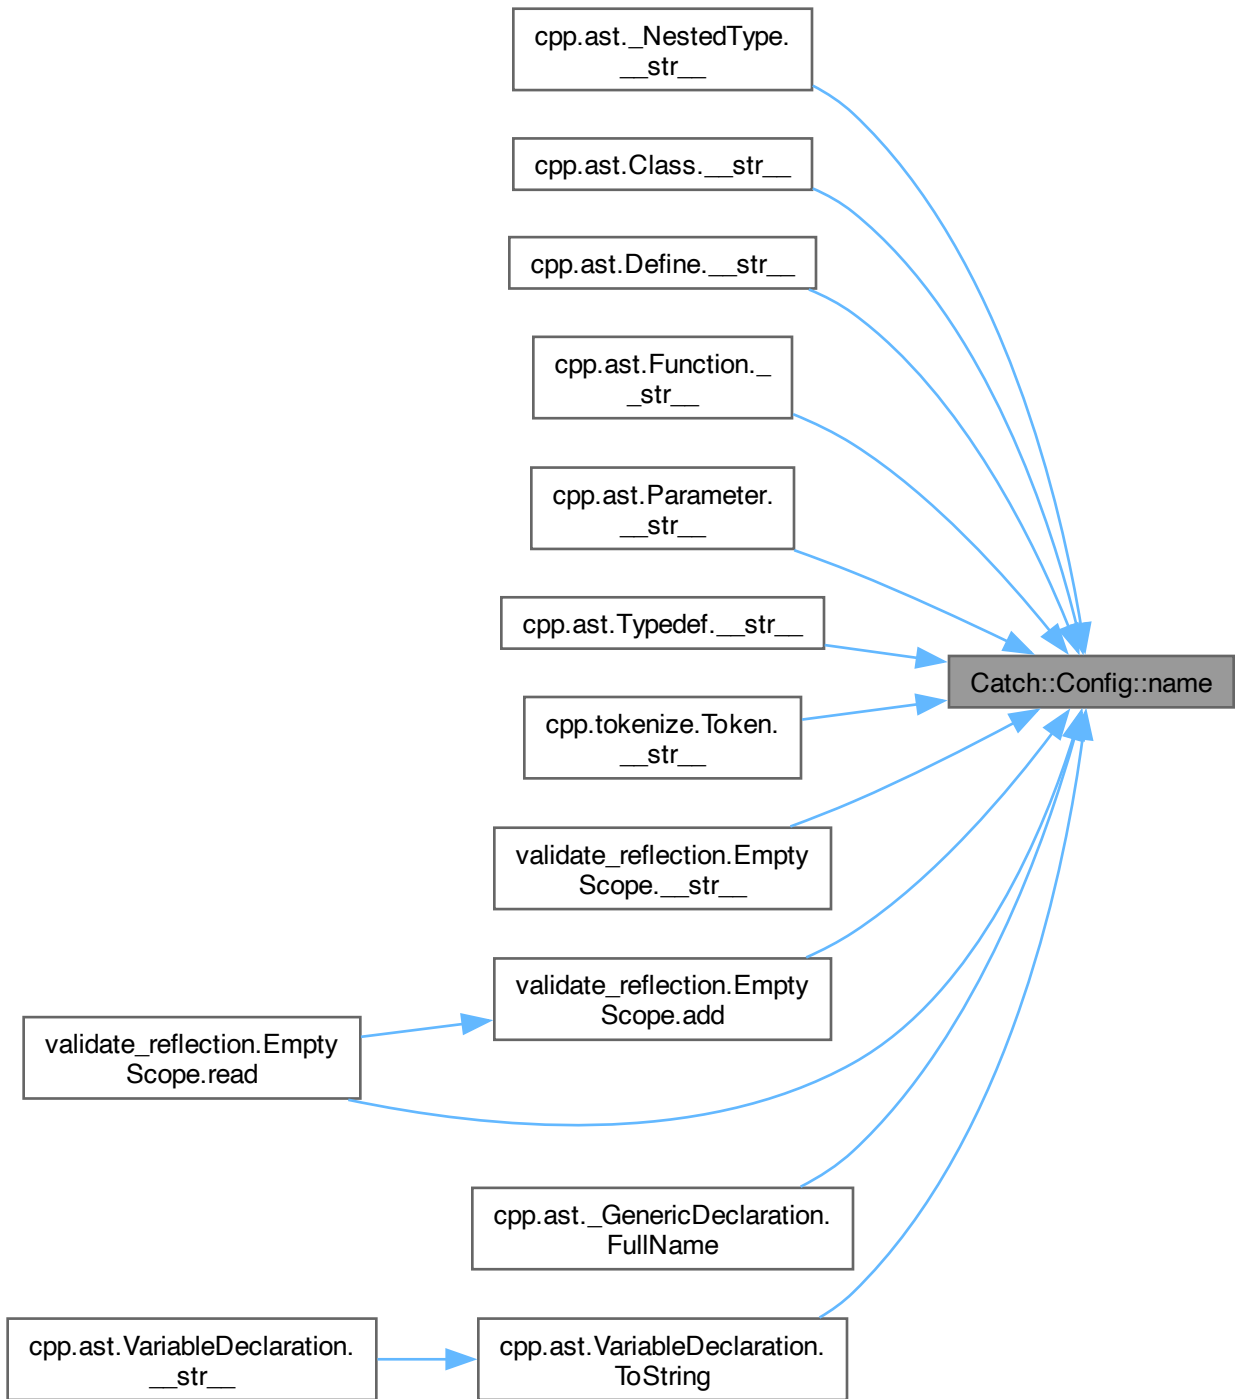 cpp.ast._NestedType.
__str__
cpp.ast.Class.__str__
cpp.ast.Define.__str__
cpp.ast.Function._
_str__
cpp.ast.Parameter.
__str__
cpp.ast.Typedef.__str__
Catch::Config::name
cpp.tokenize.Token.
__str__
validate_reflection.Empty
Scope.__str__
validate_reflection.Empty
Scope.add
validate_reflection.Empty
Scope.read
cpp.ast._GenericDeclaration.
FullName
cpp.ast.VariableDeclaration.
__str__
cpp.ast.VariableDeclaration.
ToString